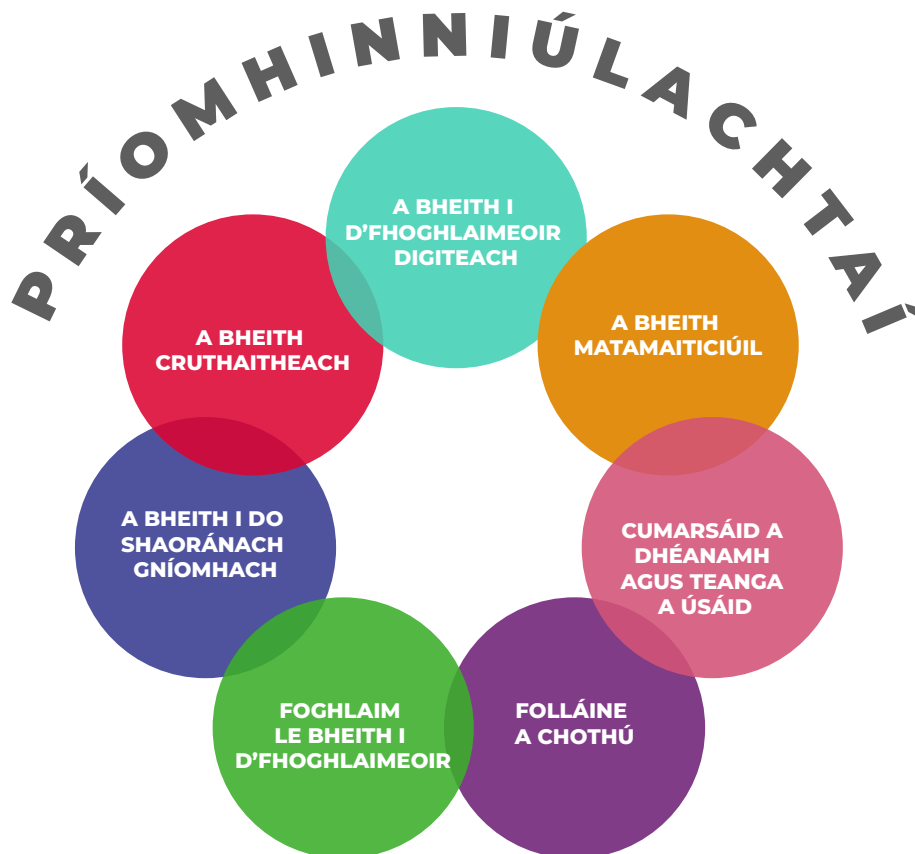 PRÍOMHINNIÚLACHTAÍ
A BHEITH I
D'FHOGHLAIMEOIR
DIGITEACH
A BHEITH
MATAMAITICIÚIL
CUMARSÁID A
DHÉANAMH
AGUS TEANGA
A ÚSÁID
FOLLÁINE
A CHOTHÚ
FOGHLAIM
LE BHEITH I
D'FHOGHLAIMEOIR
A BHEITH I DO
SHAORÁNACH
GNÍOMHACH
A BHEITH
CRUTHAITHEACH